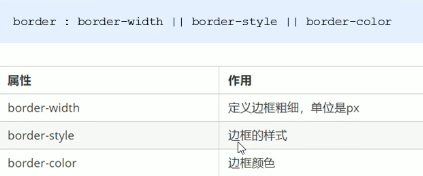 border : border-width || border-style || border-color
属性 作用
border-width 定义边框粗细，单位是px
border-style 边框的样式
border-color 边框颜色